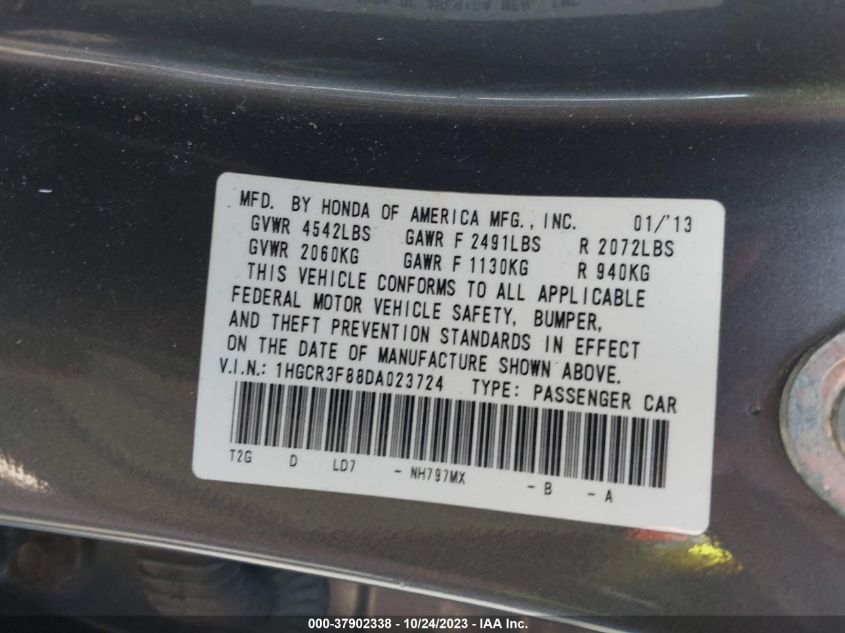 MFD. BY HONDA OF AMERICA MFG., INC. 01/'13
GVWR 4542LBS GAWR F 2491LBS R 2072LBS
GVWR 2060KG GAWR F 1130KG R 940KG
THIS VEHICLE CONFORMS TO ALL APPLICABLE
FEDERAL MOTOR VEHICLE SAFETY, BUMPER,
AND THEFT PREVENTION STANDARDS IN EFFECT
ON THE DATE OF MANUFACTURE SHOWN ABOVE.
V.I.N.: 1HGCR3F88DA023724 TYPE: PASSENGER CAR
T2G D LD7 - NH797MX - B - A
000-37902338 - 10/24/2023 - IAA Inc.